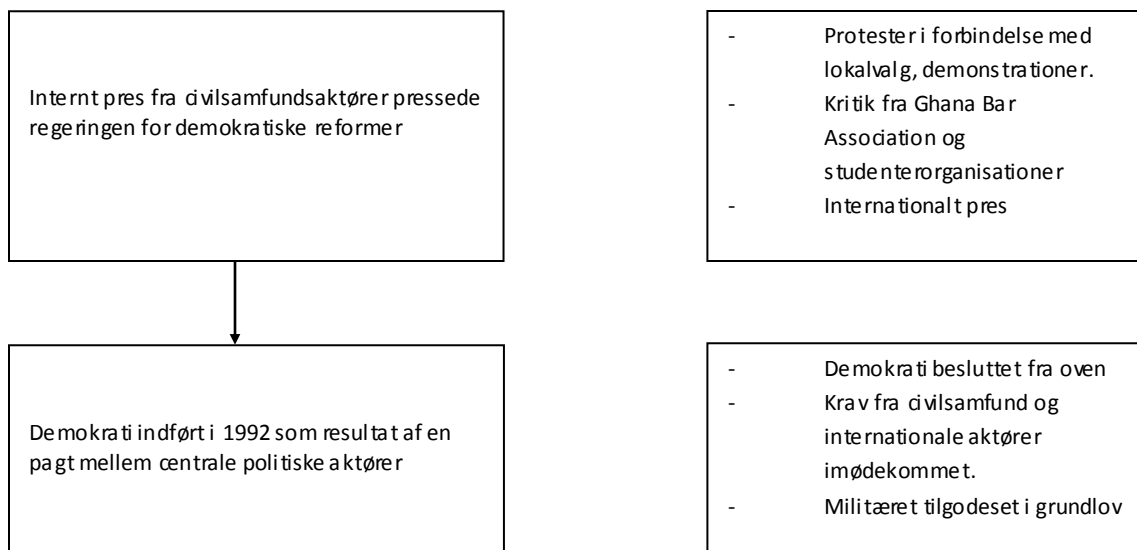 Internt pres fra civilsamfundsaktører pressede
regeringen for demokratiske reformer
- Protester i forbindelse med
lokalvalg, demonstrationer.
- Kritik fra Ghana Bar
Association og
studenterorganisationer
- Internationalt pres
Demokrati indført i 1992 som resultat af en
pagt mellem centrale politiske aktører
- Demokrati besluttet fra oven
- Krav fra civilsamfund og
internationale aktører
imødekommet.
- Militæret tilgodeset i grundlov